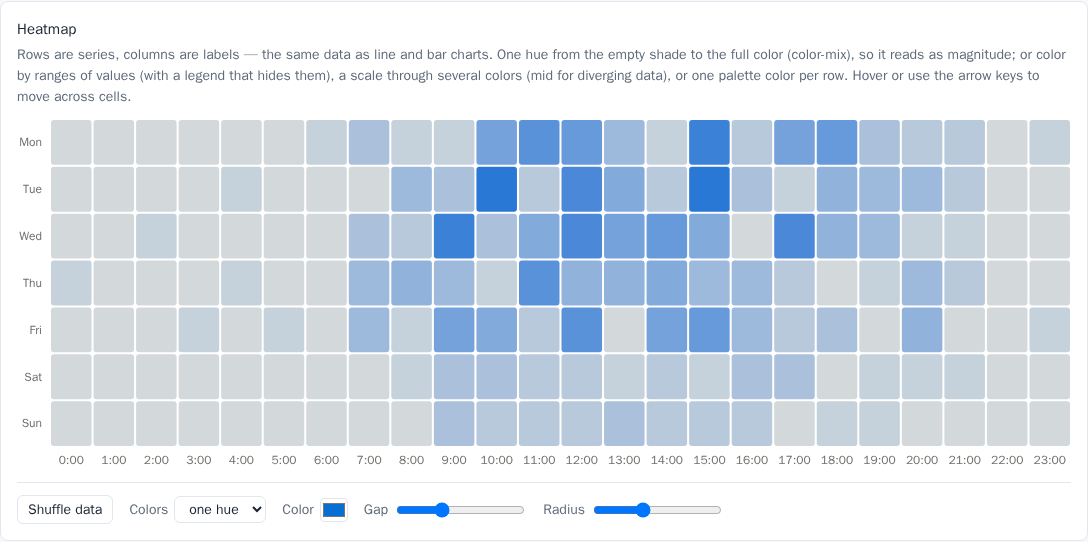 Heatmap
Rows are series, columns are labels — the same data as line and bar charts. One hue from the empty shade to the full color (color-mix), so it reads as magnitude; or color
by ranges of values (with a legend that hides them), a scale through several colors (mid for diverging data), or one palette color per row. Hover or use the arrow keys to
move across cells.
Mon
Tue
Wed
Thu
Fri
Sat
Sun
0:00 1:00 2:00 3:00 4:00 5:00 6:00 7:00 8:00 9:00 10:00 11:00 12:00 13:00 14:00 15:00 16:00 17:00 18:00 19:00 20:00 21:00 22:00 23:00
Shuffle data Colors one hue Color Gap Radius